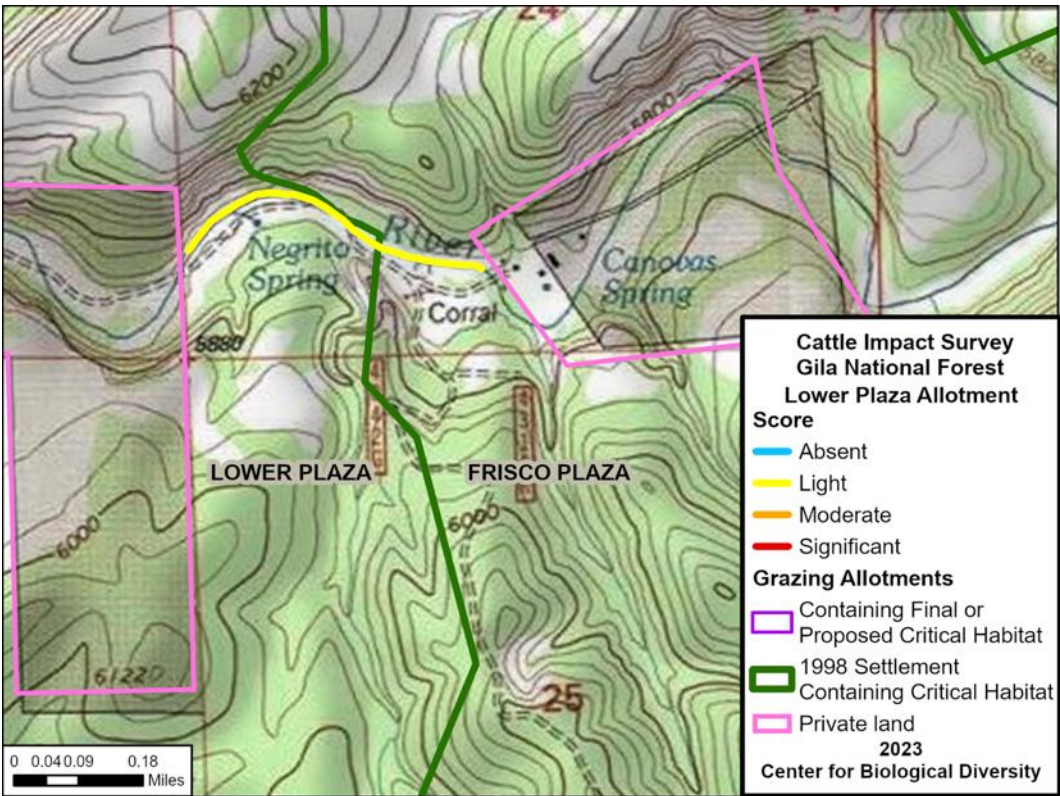 24
6200
5800
River
Negrito
Spring
Canovas
Spring
Corral
5880
LOWER PLAZA
FRISCO PLAZA
6000
6000
25
Cattle Impact Survey
Gila National Forest
Lower Plaza Allotment
Score
Absent
Light
Moderate
Significant
Grazing Allotments
Containing Final or
Proposed Critical Habitat
1998 Settlement
Containing Critical Habitat
Private land
2023
Center for Biological Diversity
0 0.04 0.09 0.18
Miles